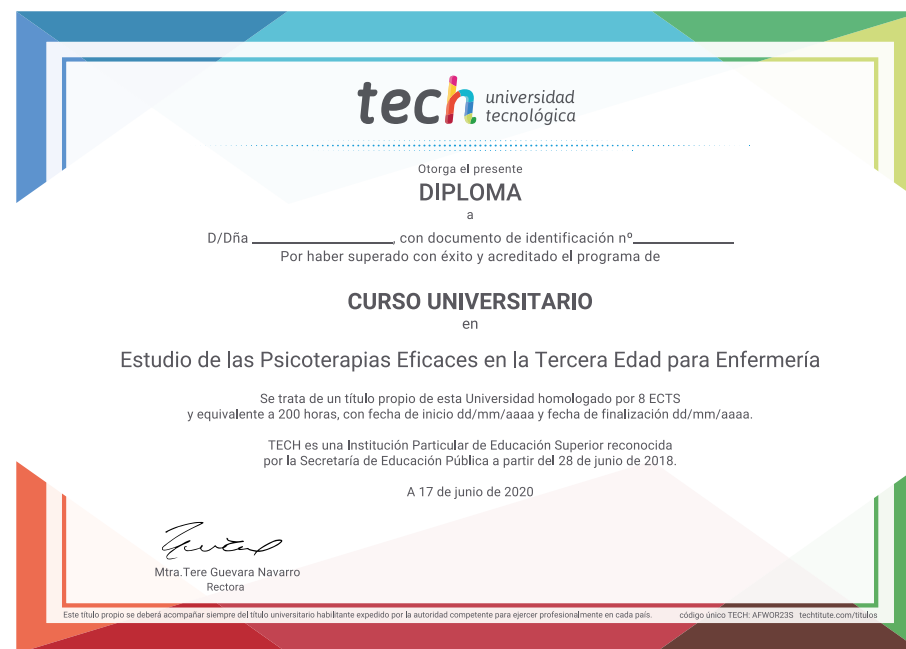 tech universidad
tecnológica
Otorga el presente
DIPLOMA
a
D/Dña ____________, con documento de identificación nº____________
Por haber superado con éxito y acreditado el programa de
CURSO UNIVERSITARIO
en
Estudio de las Psicoterapias Eficaces en la Tercera Edad para Enfermería
Se trata de un título propio de esta Universidad homologado por 8 ECTS
y equivalente a 200 horas, con fecha de inicio dd/mm/aaaa y fecha de finalización dd/mm/aaaa.
TECH es una Institución Particular de Educación Superior reconocida
por la Secretaría de Educación Pública a partir del 28 de junio de 2018.
A 17 de junio de 2020
Mtra.Tere Guevara Navarro
Rectora
Este título propio se deberá acompañar siempre del título universitario habilitante expedido por la autoridad competente para ejercer profesionalmente en cada país. código único TECH: AFWOR23S techtitute.com/titulos